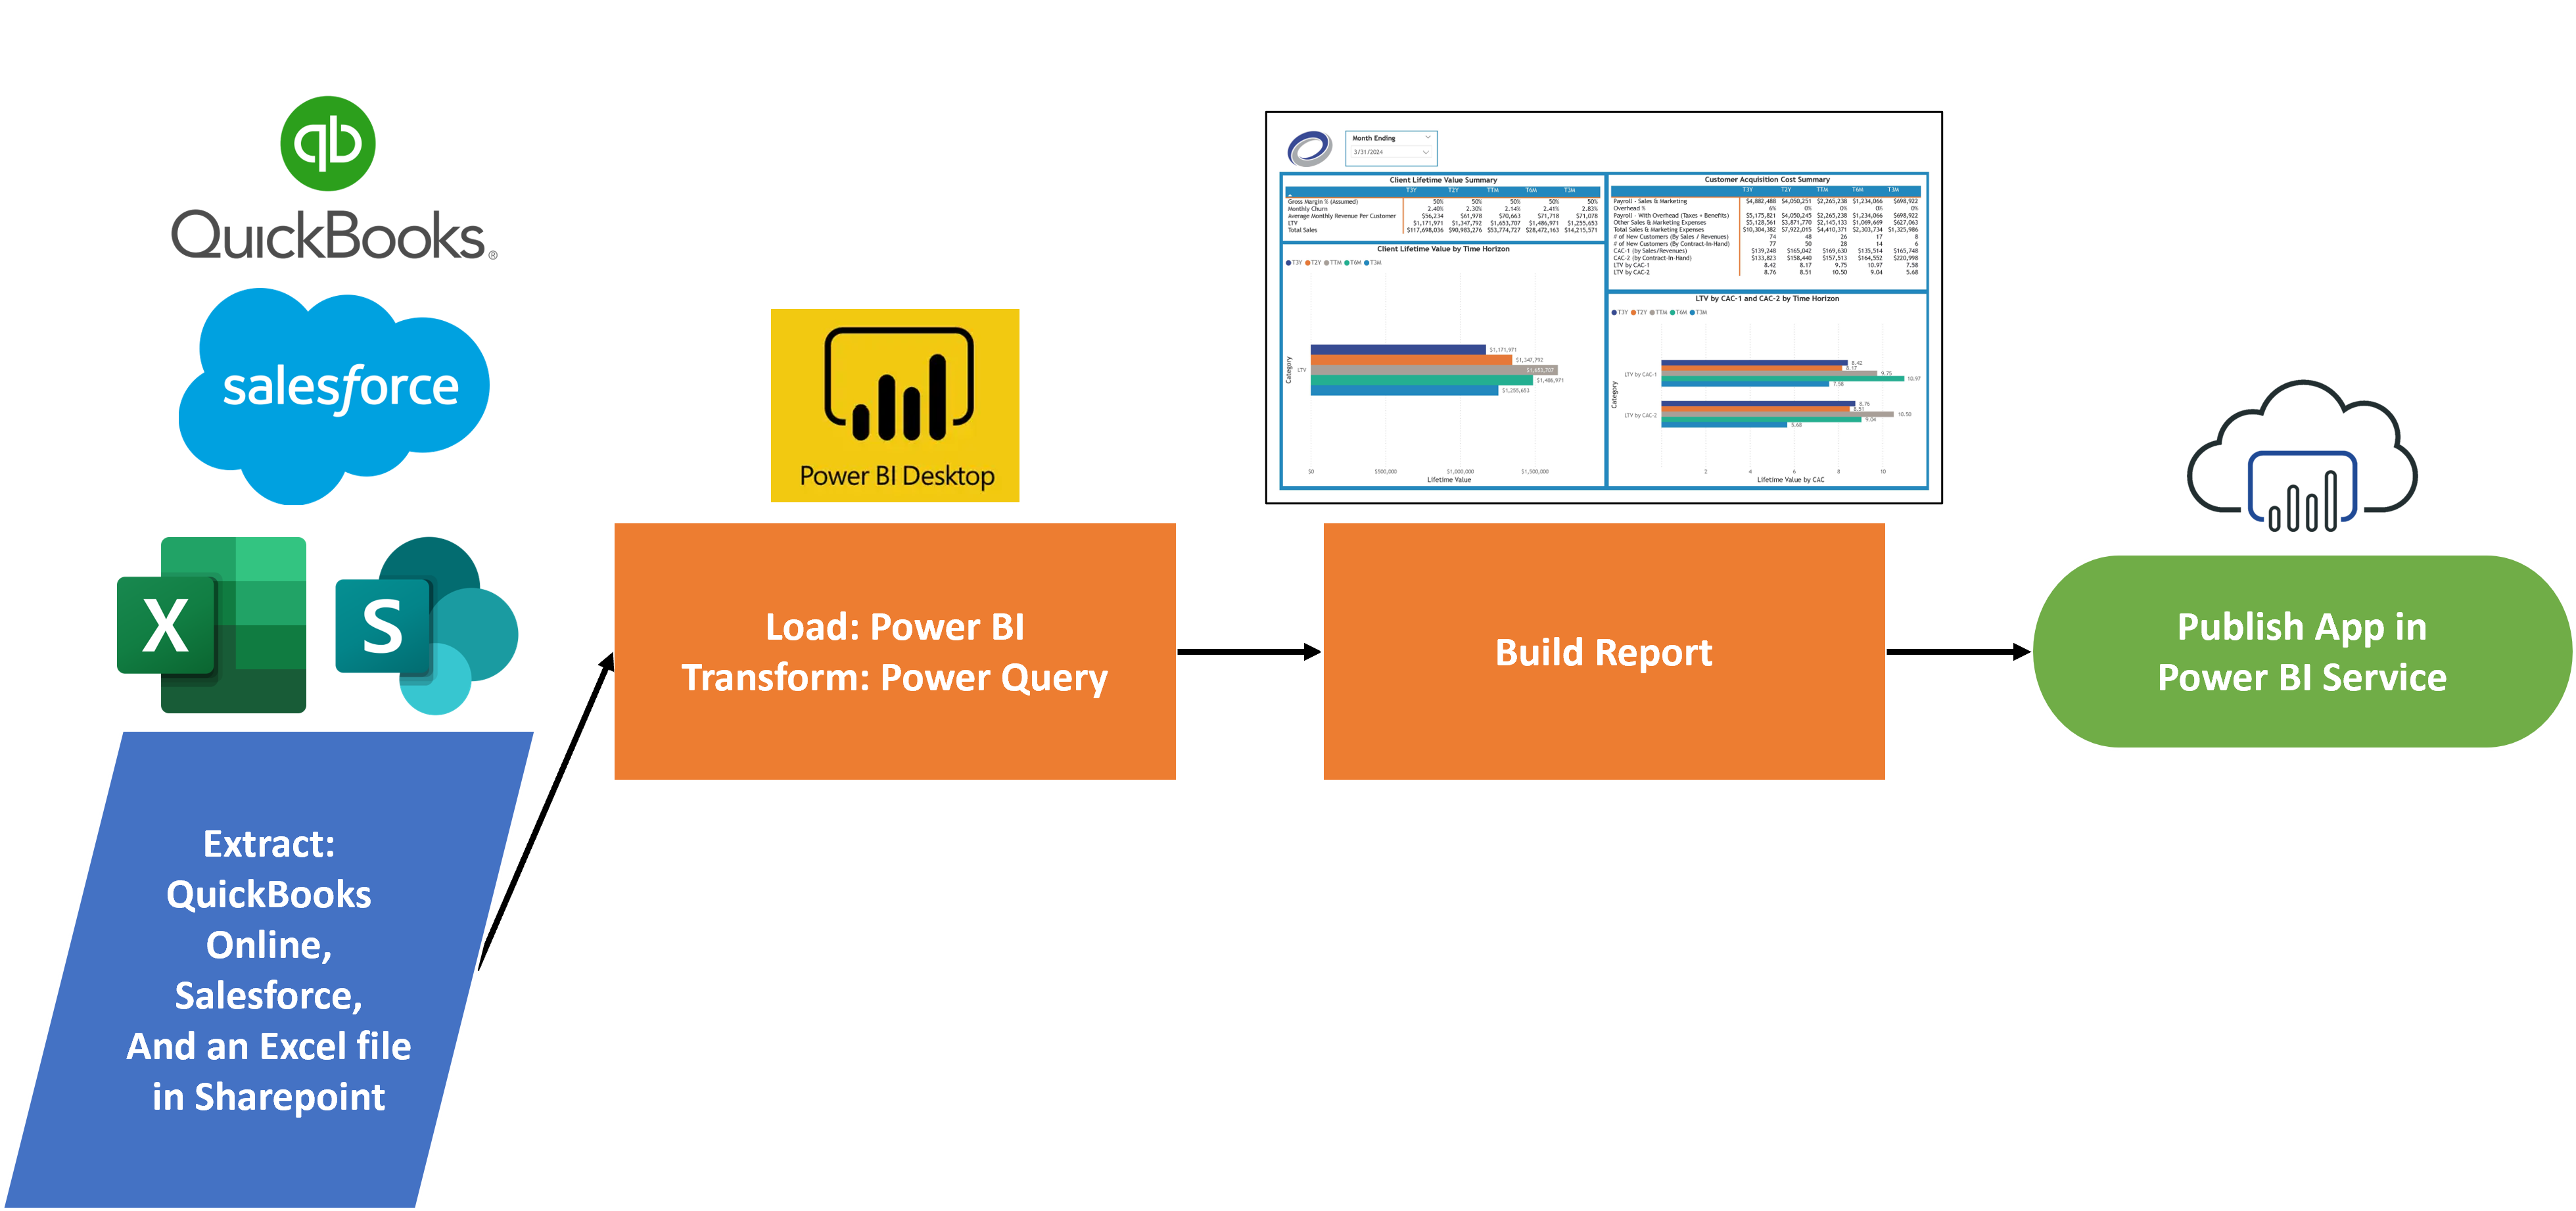 qb
QuickBooks®
salesforce
X
S
Extract:
QuickBooks
Online,
Salesforce,
And an Excel file
in Sharepoint
Power BI Desktop
Load: Power BI
Transform: Power Query
Month Ending
3/31/2024
Client Lifetime Value Summary
T3Y T2Y TTM T6M T3M
Gross Margin % (Assumed) 50% 50% 50% 50% 50%
Monthly Churn 2.40% 2.30% 2.14% 2.41% 2.83%
Average Monthly Revenue Per Customer $56,234 $61,978 $70,663 $71,718 $71,078
LTV $1,171,971 $1,347,792 $1,653,707 $1,486,971 $1,255,653
Total Sales $117,698,036 $90,983,276 $53,774,727 $28,472,163 $14,215,571
Client Lifetime Value by Time Horizon
T3Y T2Y TTM T6M T3M
Category
LTV
$1,171,971
$1,347,792
$1,653,707
$1,486,971
$1,255,653
$0 $500,000 $1,000,000 $1,500,000
Lifetime Value
Customer Acquisition Cost Summary
T3Y T2Y TTM T6M T3M
Payroll - Sales & Marketing $4,882,488 $4,050,251 $2,265,238 $1,234,066 $698,922
Overhead % 6% 0% 0% 0% 0%
Payroll - With Overhead (Taxes + Benefits) $5,175,821 $4,050,245 $2,265,238 $1,234,066 $698,922
Other Sales & Marketing Expenses $5,128,561 $3,871,770 $2,145,133 $1,069,669 $627,063
Total Sales & Marketing Expenses $10,304,382 $7,922,015 $4,410,371 $2,303,734 $1,325,986
# of New Customers (By Sales / Revenues) 74 48 26 17 8
# of New Customers (By Contract-In-Hand) 77 50 28 14 6
CAC-1 (by Sales/Revenues) $139,248 $165,042 $169,630 $135,514 $165,748
CAC-2 (by Contract-In-Hand) $133,823 $158,440 $157,513 $164,552 $220,998
LTV by CAC-1 8.42 8.17 9.75 10.97 7.58
LTV by CAC-2 8.76 8.51 10.50 9.04 5.68
LTV by CAC-1 and CAC-2 by Time Horizon
T3Y T2Y TTM T6M T3M
Category
LTV by CAC-1
8.42
8.17
9.75
10.97
7.58
LTV by CAC-2
8.76
8.51
10.50
9.04
5.68
2 4 6 8 10
Lifetime Value by CAC
Build Report
Publish App in
Power BI Service